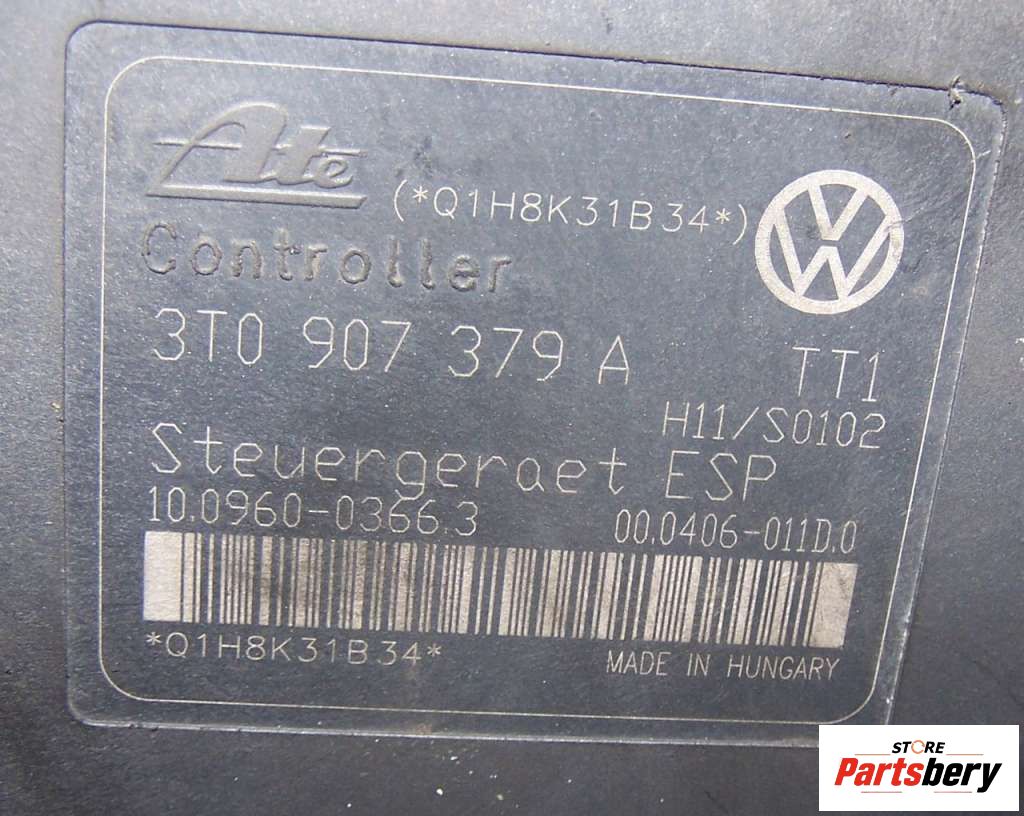 Ate
(*Q1H8K31B34*)
Controller
3T0 907 379 A
TT1
H11/S0102
Steuergeraet ESP
10.0960-0366.3 00.0406-011D.0
*Q1H8K31B34*
MADE IN HUNGARY
VW
STORE
Partsbery